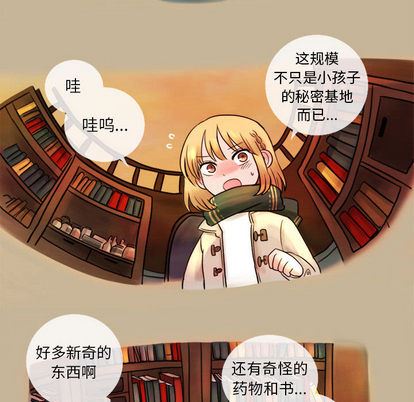 哇
哇呜...
这规模
不只是小孩子
的秘密基地
而已...
好多新奇的
东西啊
还有奇怪的
药物和书...